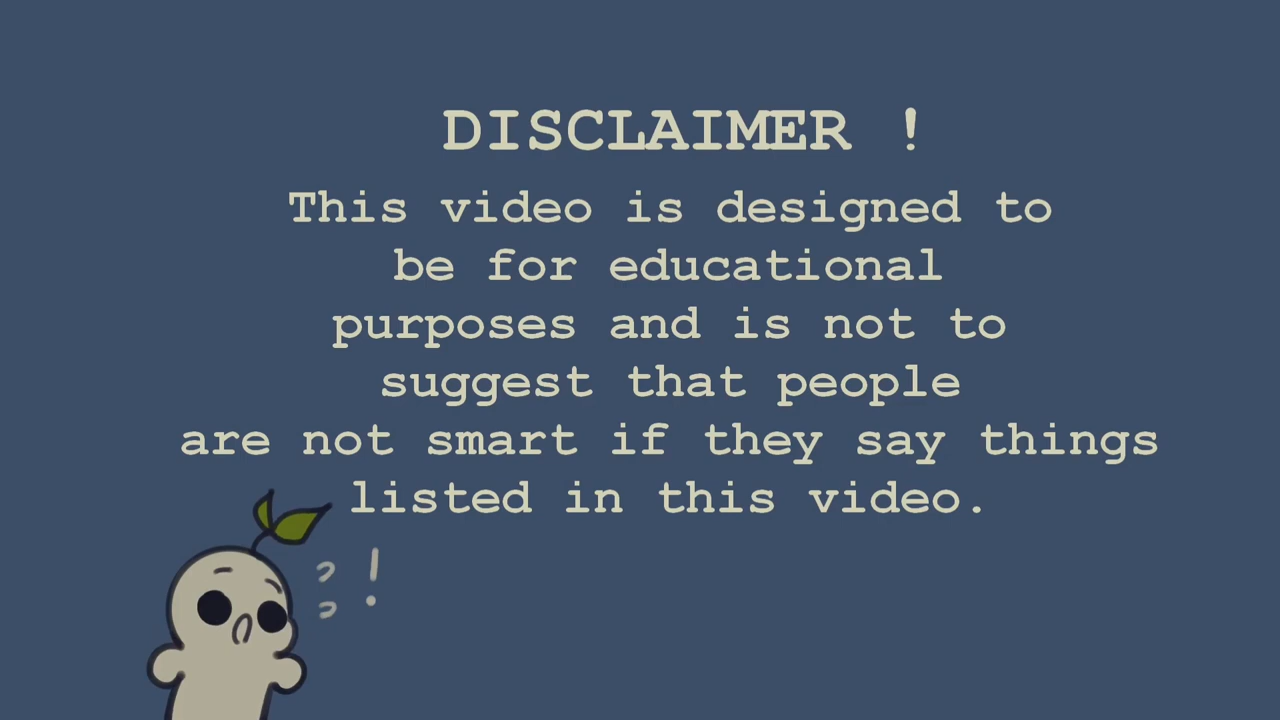 DISCLAIMER !
This video is designed to
be for educational
purposes and is not to
suggest that people
are not smart if they say things
listed in this video.
!